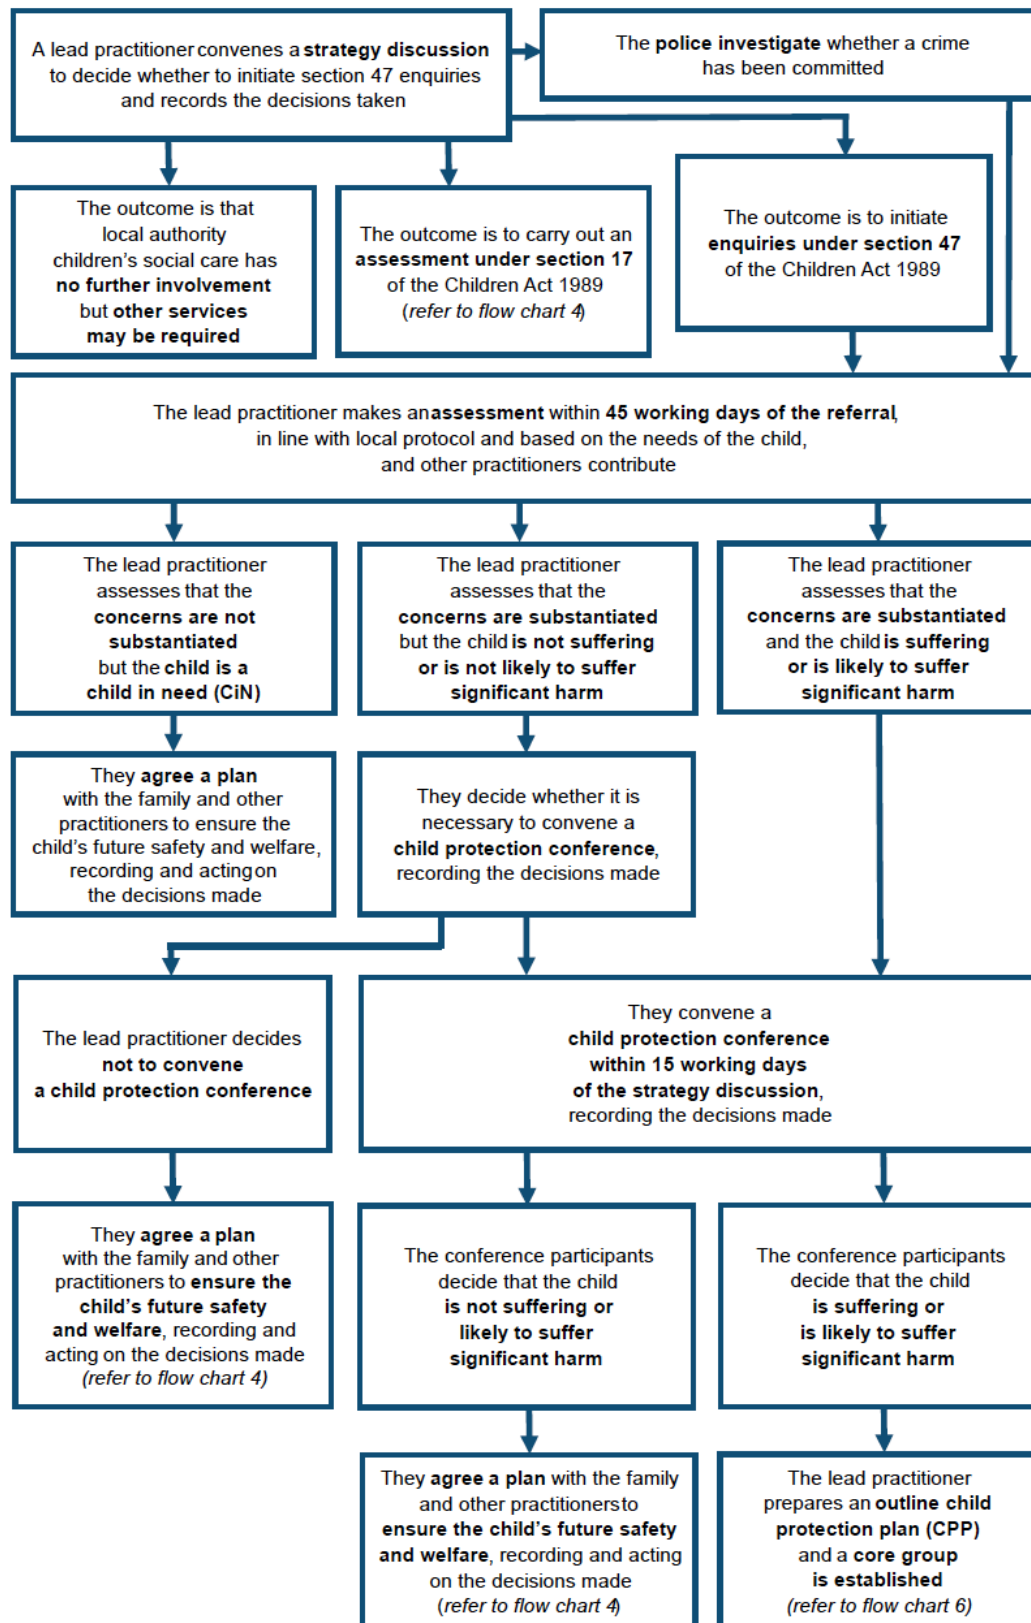 A lead practitioner convenes a strategy discussion
to decide whether to initiate section 47 enquiries
and records the decisions taken
The police investigate whether a crime
has been committed
The outcome is that
local authority
children's social care has
no further involvement
but other services
may be required
The outcome is to carry out an
assessment under section 17
of the Children Act 1989
(refer to flow chart 4)
The outcome is to initiate
enquiries under section 47
of the Children Act 1989
The lead practitioner makes an assessment within 45 working days of the referral,
in line with local protocol and based on the needs of the child,
and other practitioners contribute
The lead practitioner
assesses that the
concerns are not
substantiated
but the child is a
child in need (CiN)
The lead practitioner
assesses that the
concerns are substantiated
but the child is not suffering
or is not likely to suffer
significant harm
The lead practitioner
assesses that the
concerns are substantiated
and the child is suffering
or is likely to suffer
significant harm
They agree a plan
with the family and other
practitioners to ensure the
child's future safety and welfare,
recording and acting on
the decisions made
They decide whether it is
necessary to convene a
child protection conference,
recording the decisions made
The lead practitioner decides
not to convene
a child protection conference
They convene a
child protection conference
within 15 working days
of the strategy discussion,
recording the decisions made
They agree a plan
with the family and other
practitioners to ensure the
child's future safety
and welfare, recording and
acting on the decisions made
(refer to flow chart 4)
The conference participants
decide that the child
is not suffering or
likely to suffer
significant harm
The conference participants
decide that the child
is suffering or
is likely to suffer
significant harm
They agree a plan with the family
and other practitioners to
ensure the child's future safety
and welfare, recording and acting
on the decisions made
(refer to flow chart 4)
The lead practitioner
prepares an outline child
protection plan (CPP)
and a core group
is established
(refer to flow chart 6)